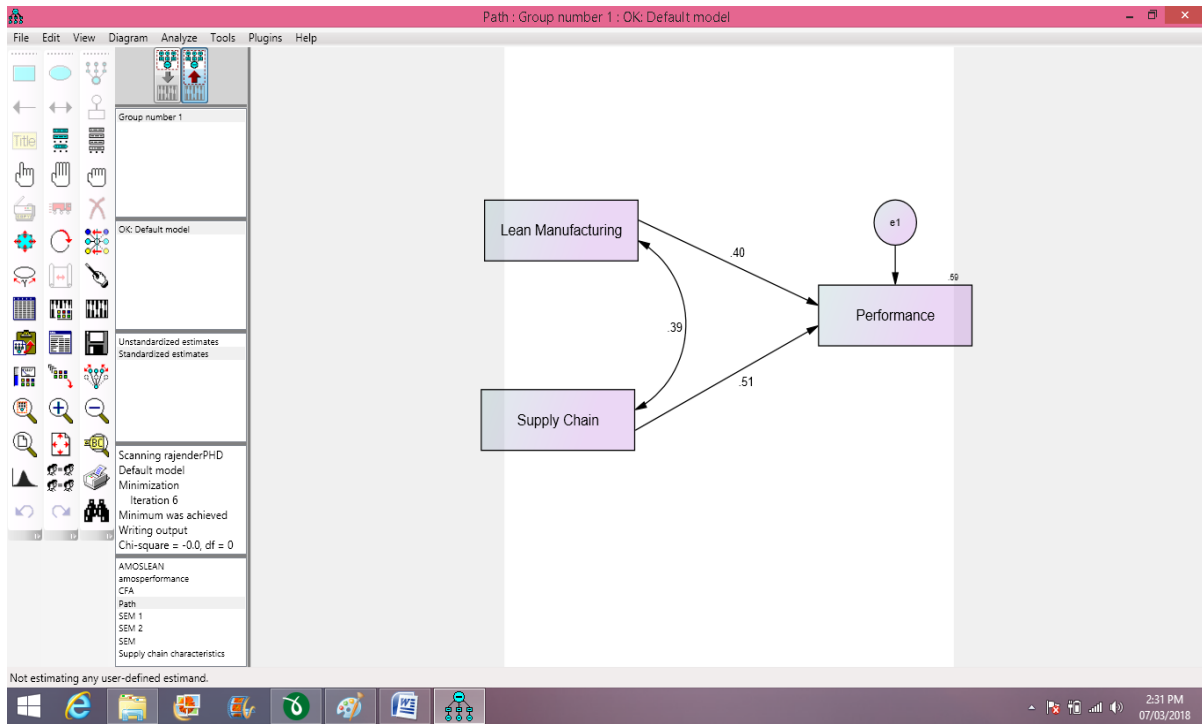 Path : Group number 1 : OK: Default model
File Edit View Diagram Analyze Tools Plugins Help
Title
Group number 1
OK: Default model
Unstandardized estimates
Standardized estimates
Scanning rajenderPHD
Default model
Minimization
Iteration 6
Minimum was achieved
Writing output
Chi-square = -0.0, df = 0
AMOSLEAN
amosperformance
CFA
Path
SEM 1
SEM 2
SEM
Supply chain characteristics
Lean Manufacturing
.40
e1
.59
Performance
.39
.51
Supply Chain
Not estimating any user-defined estimand.
2:31 PM
07/03/2018